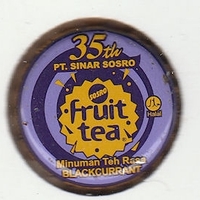 35th
PT. SINAR SOSRO
SOSRO
fruit
tea
Halal
Minuman Teh Rasa
BLACKCURRANT